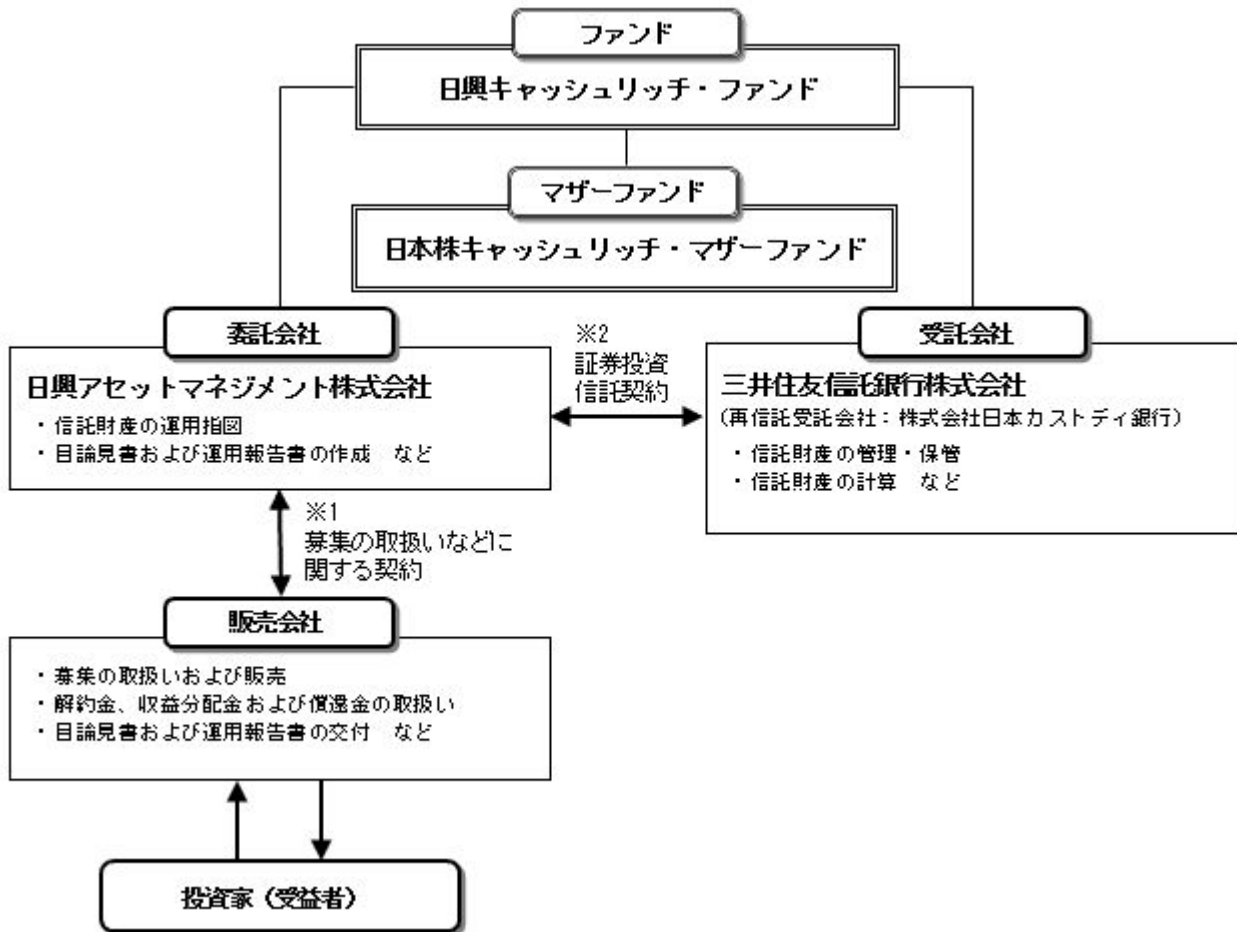 ファンド
日興キャッシュリッチ・ファンド
マザーファンド
日本株キャッシュリッチ・マザーファンド
委託会社
日興アセットマネジメント株式会社
・信託財産の運用指図
・目論見書および運用報告書の作成　など
※2
証券投資
信託契約
受託会社
三井住友信託銀行株式会社
(再信託受託会社：株式会社日本カストディ銀行)
・信託財産の管理・保管
・信託財産の計算　など
※1
募集の取扱いなどに
関する契約
販売会社
・募集の取扱いおよび販売
・解約金、収益分配金および償還金の取扱い
・目論見書および運用報告書の交付　など
投資家（受益者）